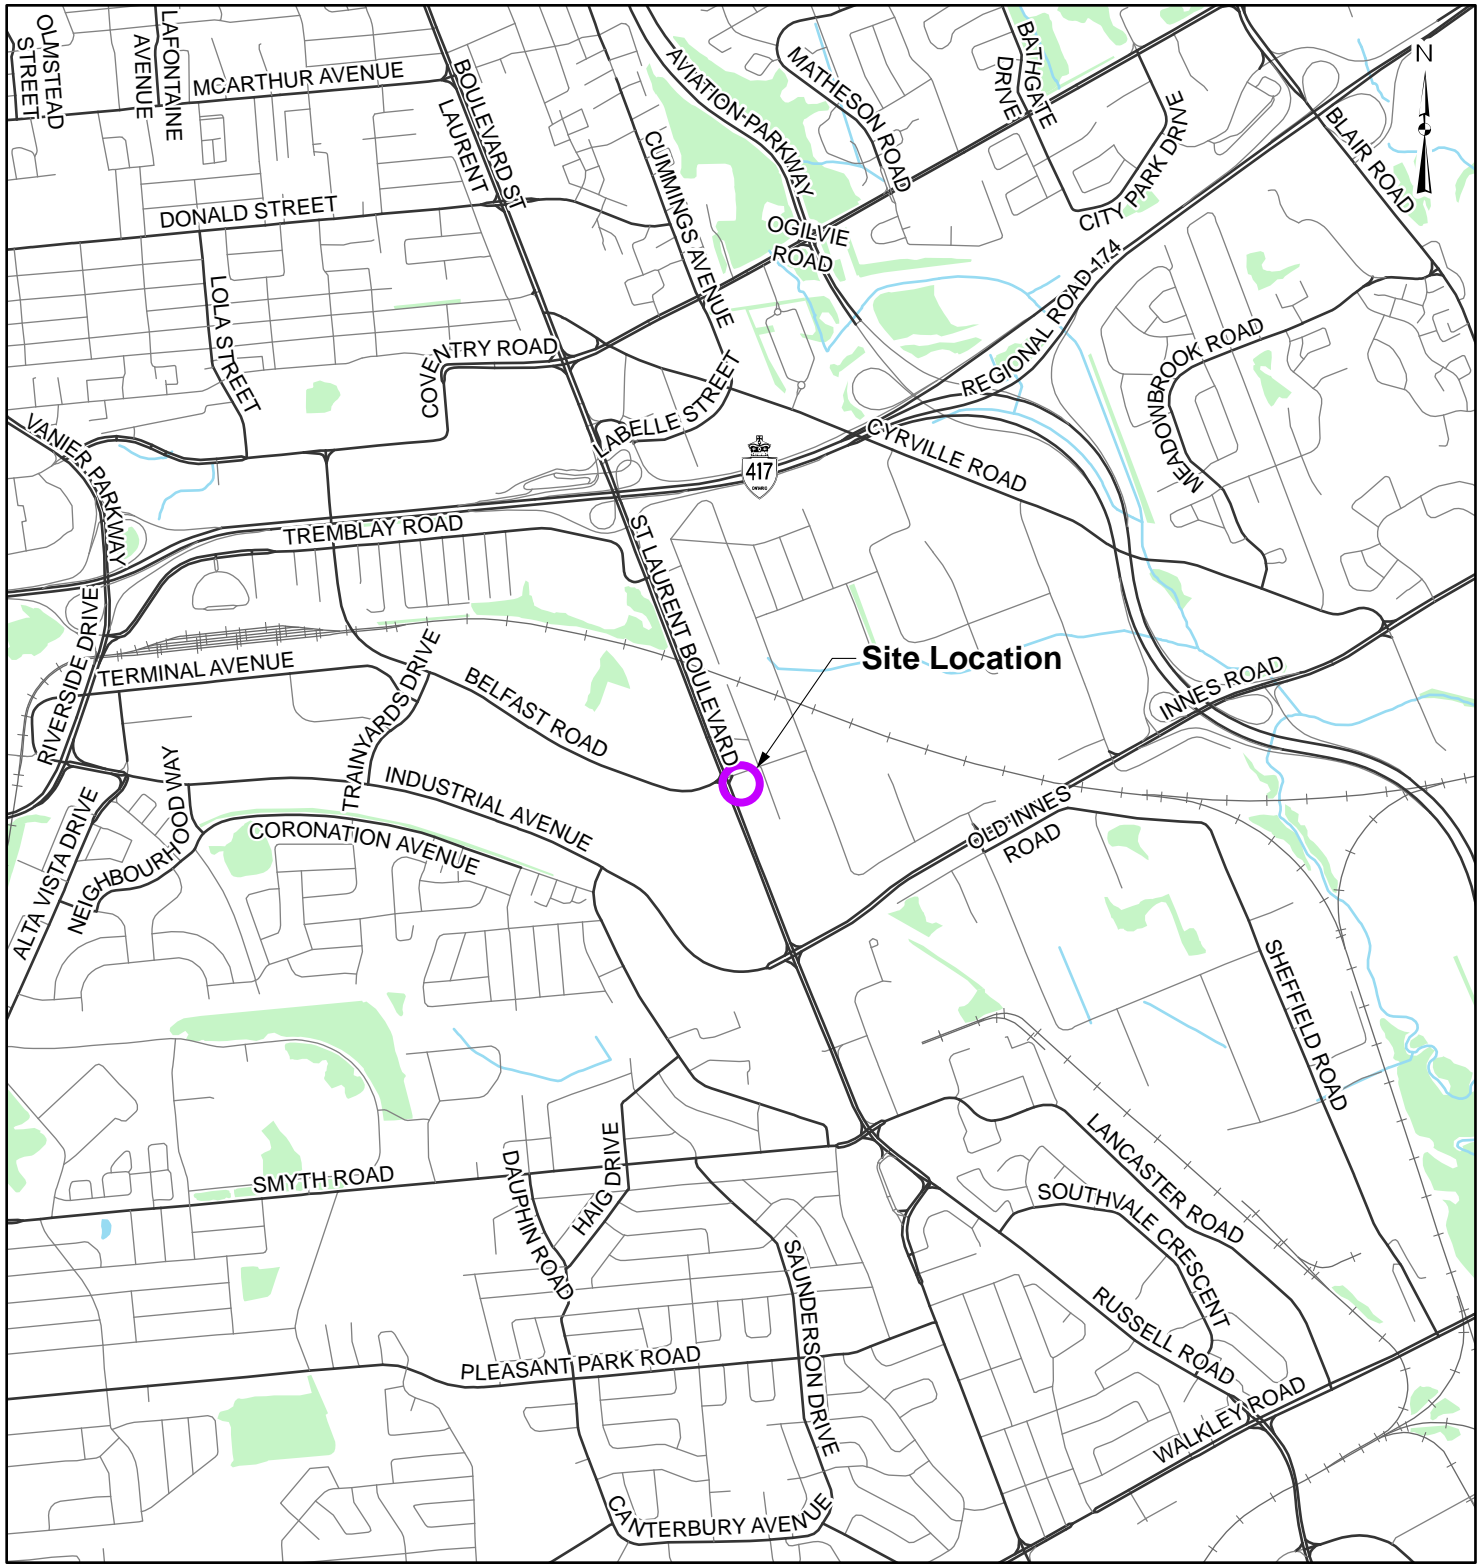 OLMSTEAD
STREET
LAFONTAINE
AVENUE
MCARTHUR AVENUE
BOULEVARD ST
LAURENT
CUMMINGS AVENUE
AVIATION PARKWAY
MATHESON ROAD
BATHGATE
DRIVE
CITY PARK DRIVE
BLAIR ROAD
N
DONALD STREET
OGILVIE
ROAD
LOLA STREET
COVENTRY ROAD
LABELLE STREET
REGIONAL ROAD 174
MEADOWBROOK ROAD
VANIER PARKWAY
417
ONTARIO
CYRVILLE ROAD
TREMBLAY ROAD
ST LAURENT BOULEVARD
RIVERSIDE DRIVE
TERMINAL AVENUE
TRAINYARDS DRIVE
BELFAST ROAD
Site Location
INNES ROAD
NEIGHBOURHOOD WAY
INDUSTRIAL AVENUE
ALTA VISTA DRIVE
CORONATION AVENUE
OLD INNES
ROAD
SHEFFIELD ROAD
SMYTH ROAD
DAUPHIN ROAD
HAIG DRIVE
LANCASTER ROAD
SOUTHVALE CRESCENT
SAUNDERSON DRIVE
RUSSELL ROAD
PLEASANT PARK ROAD
WALKLEY ROAD
CANTERBURY AVENUE